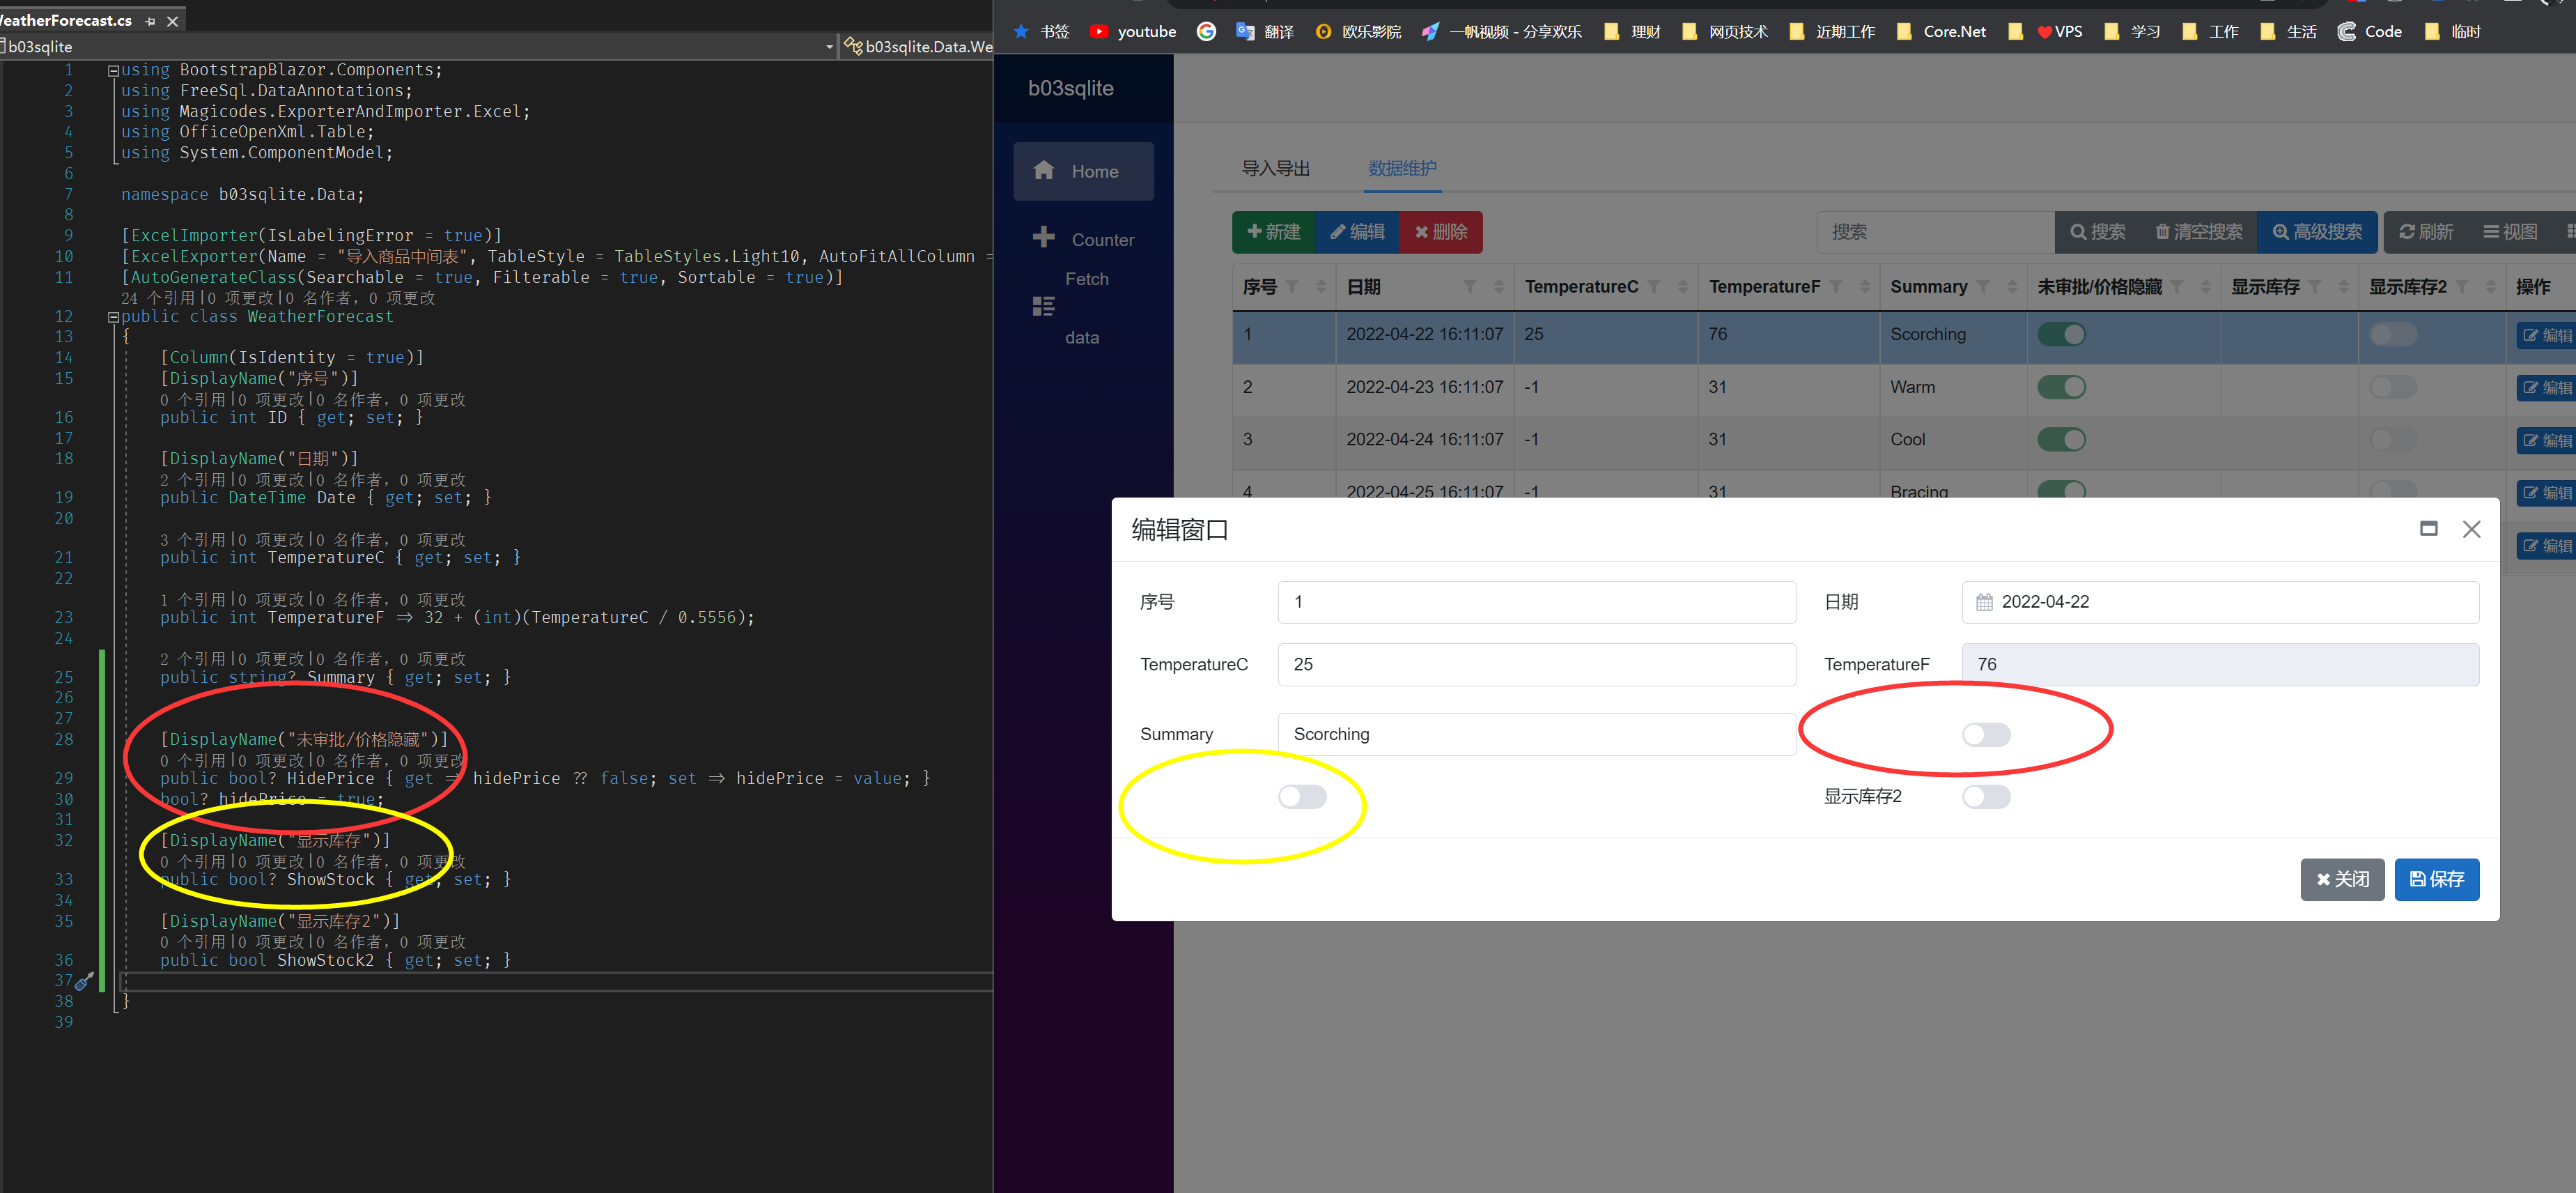 WeatherForecast.cs
b03sqlite
b03sqlite.Data.We
1 using BootstrapBlazor.Components;
2 using FreeSql.DataAnnotations;
3 using Magicodes.ExporterAndImporter.Excel;
4 using OfficeOpenXml.Table;
5 using System.ComponentModel;
6
7 namespace b03sqlite.Data;
8
9 [ExcelImporter(IsLabelingError = true)]
10 [ExcelExporter(Name = "导入商品中间表", TableStyle = TableStyles.Light10, AutoFitAllColumn =
11 [AutoGenerateClass(Searchable = true, Filterable = true, Sortable = true)]
24 个引用|0 项更改|0 名作者, 0 项更改
12 public class WeatherForecast
13 {
14 [Column(IsIdentity = true)]
15 [DisplayName("序号")]
0 个引用|0 项更改|0 名作者, 0 项更改
16 public int ID { get; set; }
17
18 [DisplayName("日期")]
2 个引用|0 项更改|0 名作者, 0 项更改
19 public DateTime Date { get; set; }
20
3 个引用|0 项更改|0 名作者, 0 项更改
21 public int TemperatureC { get; set; }
22
1 个引用|0 项更改|0 名作者, 0 项更改
23 public int TemperatureF => 32 + (int)(TemperatureC / 0.5556);
24
2 个引用|0 项更改|0 名作者, 0 项更改
25 public string? Summary { get; set; }
26
27
28 [DisplayName("未审批/价格隐藏")]
0 个引用|0 项更改|0 名作者, 0 项更改
29 public bool? HidePrice { get => hidePrice ?? false; set => hidePrice = value; }
30 bool? hidePrice = true;
31
32 [DisplayName("显示库存")]
0 个引用|0 项更改|0 名作者, 0 项更改
33 public bool? ShowStock { get; set; }
34
35 [DisplayName("显示库存2")]
0 个引用|0 项更改|0 名作者, 0 项更改
36 public bool ShowStock2 { get; set; }
37
38 }
39
书签 youtube 翻译 欧乐影院 一帆视频 - 分享欢乐 理财 网页技术 近期工作 Core.Net VPS 学习 工作 生活 Code 临时
b03sqlite
Home
Counter
Fetch
data
导入导出 数据维护
新建 编辑 删除 搜索 搜索 清空搜索 高级搜索 刷新 视图
序号 日期 TemperatureC TemperatureF Summary 未审批/价格隐藏 显示库存 显示库存2 操作
1 2022-04-22 16:11:07 25 76 Scorching 编辑
2 2022-04-23 16:11:07 -1 31 Warm 编辑
3 2022-04-24 16:11:07 -1 31 Cool 编辑
4 2022-04-25 16:11:07 -1 31 Bracing 编辑
编辑
编辑窗口
序号 1 日期 2022-04-22
TemperatureC 25 TemperatureF 76
Summary Scorching
显示库存2
关闭 保存